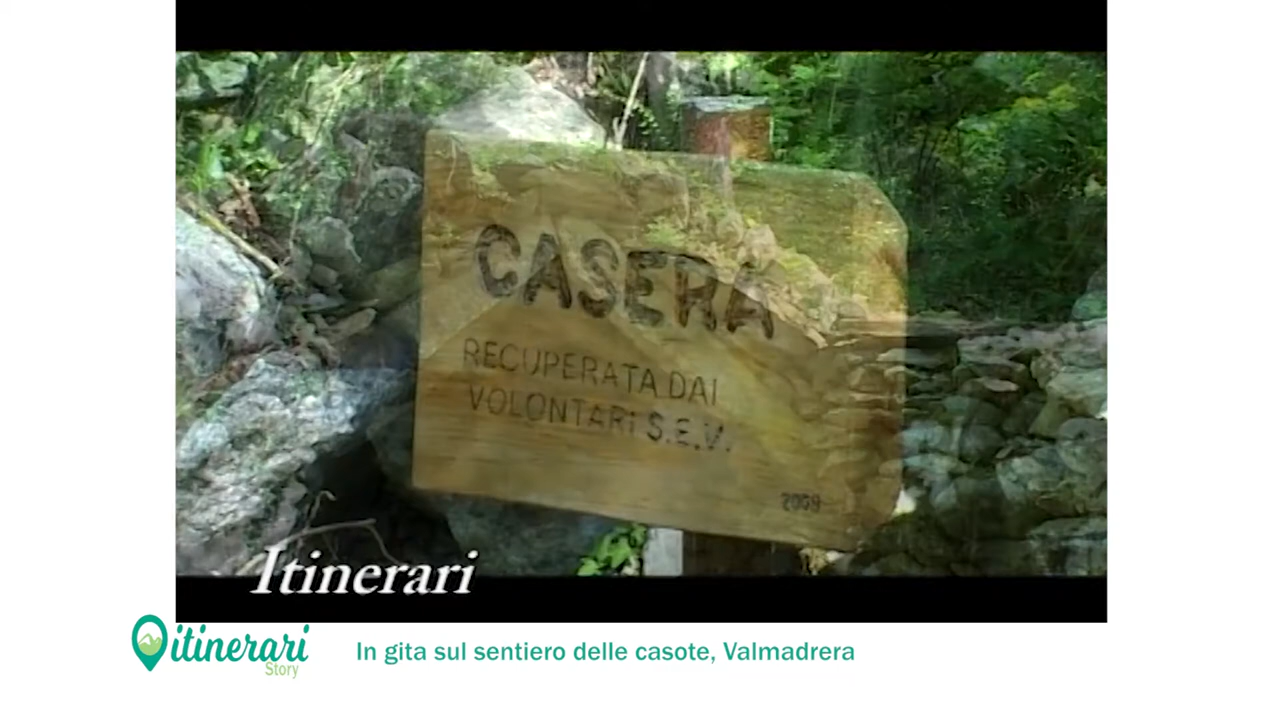 CASERA
RECUPERATA DAI
VOLONTARI S.E.V.
2009
Itinerari
itinerari
Story
In gita sul sentiero delle casote, Valmadrera